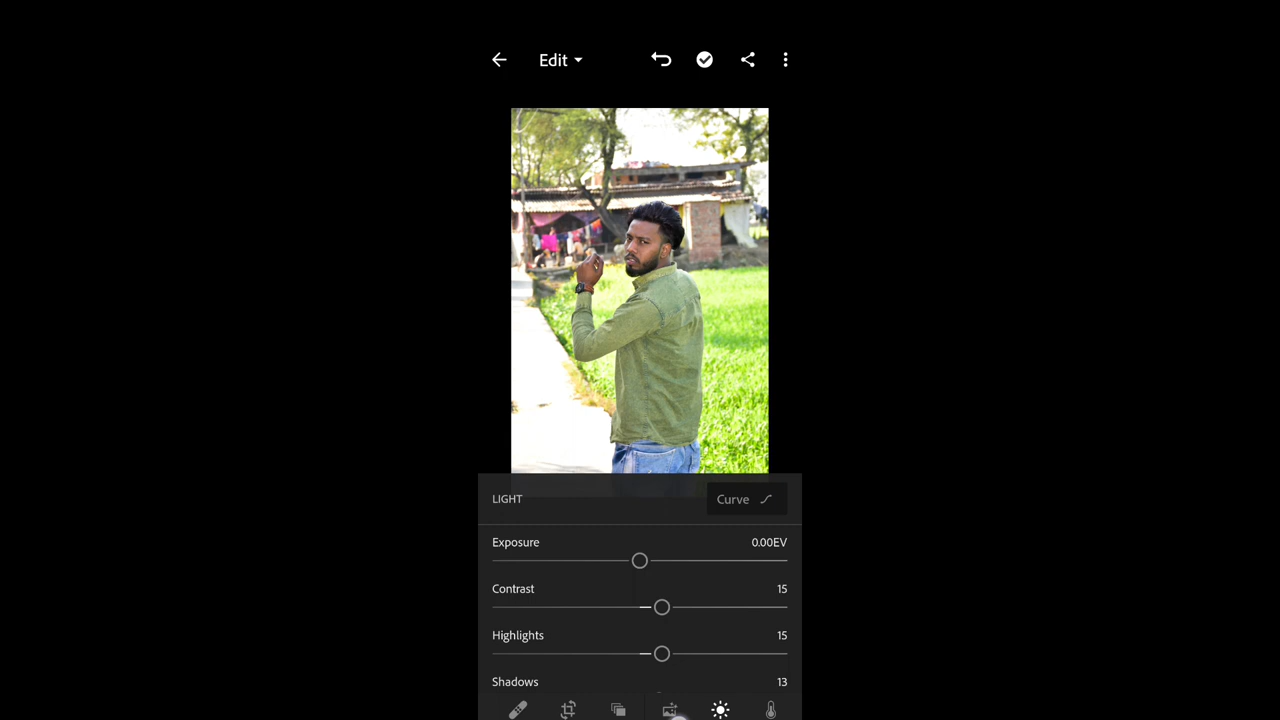 Edit
LIGHT
Curve
Exposure 0.00EV
Contrast 15
Highlights 15
Shadows 13